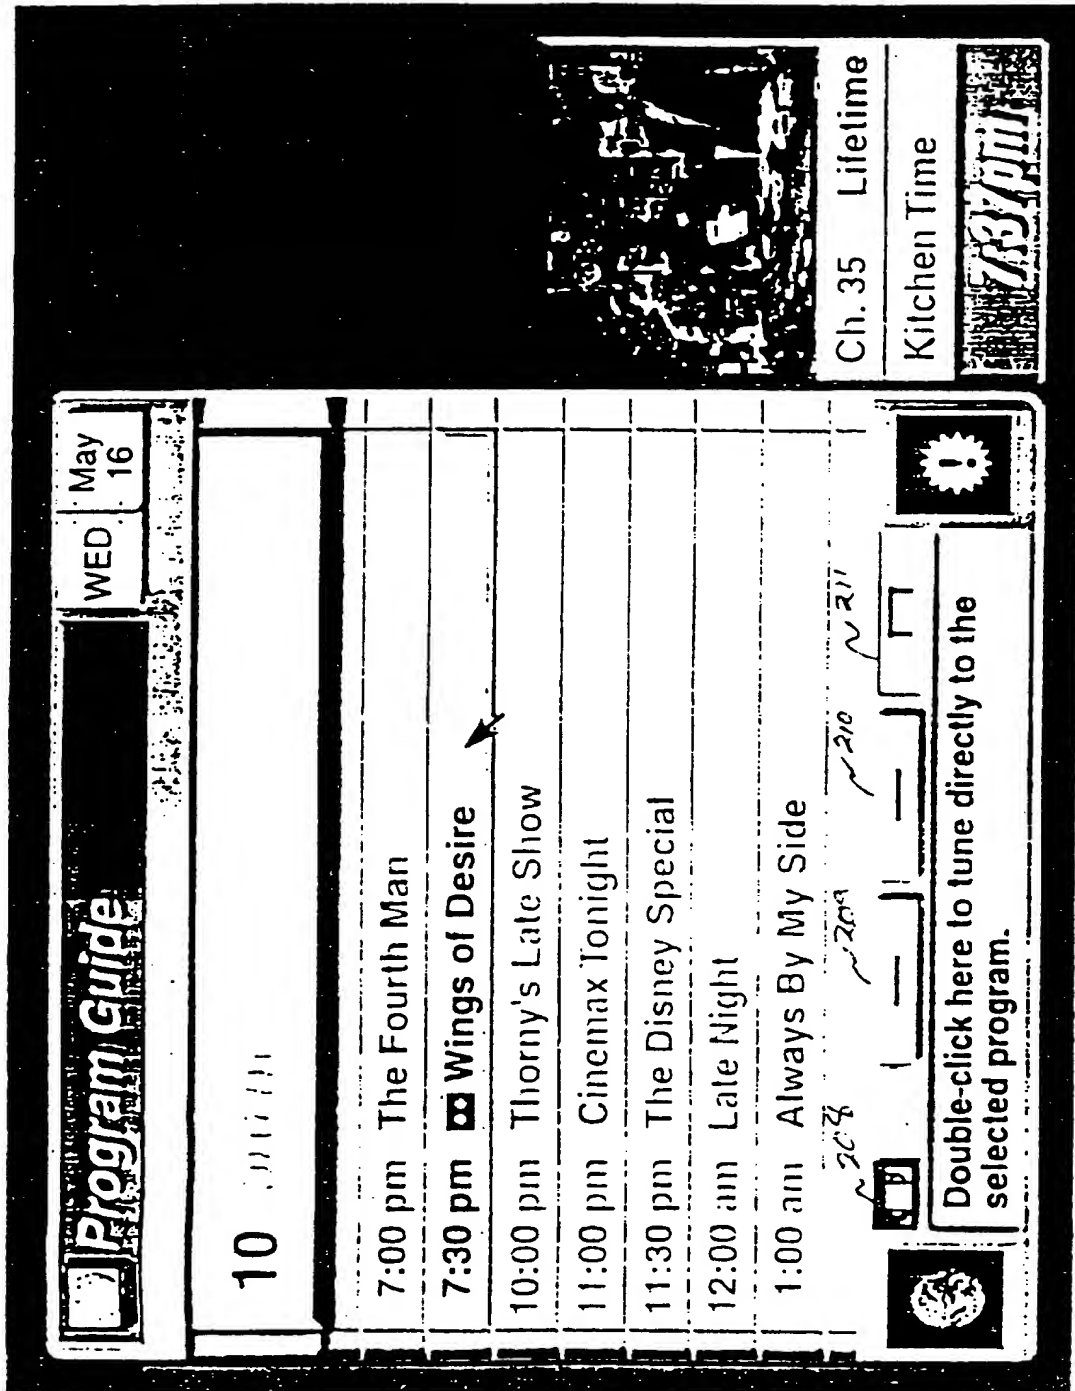 Program Guide
WED May
16
10
7:00 pm The Fourth Man
7:30 pm Wings of Desire
10:00 pm Thorny's Late Show
11:00 pm Cinemax Tonight
11:30 pm The Disney Special
12:00 am Late Night
1:00 am Always By My Side
208 209 210 211
Double-click here to tune directly to the
selected program.
!
Ch. 35 Lifetime
Kitchen Time
7:37pm